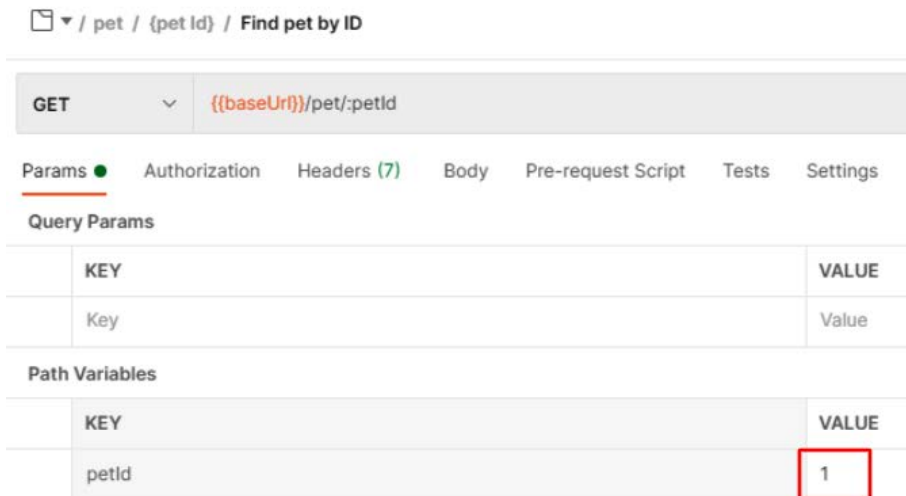 / pet / {pet Id} / Find pet by ID
GET {{baseUrl}}/pet/:petId
Params Authorization Headers (7) Body Pre-request Script Tests Settings
Query Params
KEY VALUE
Key Value
Path Variables
KEY VALUE
petId 1